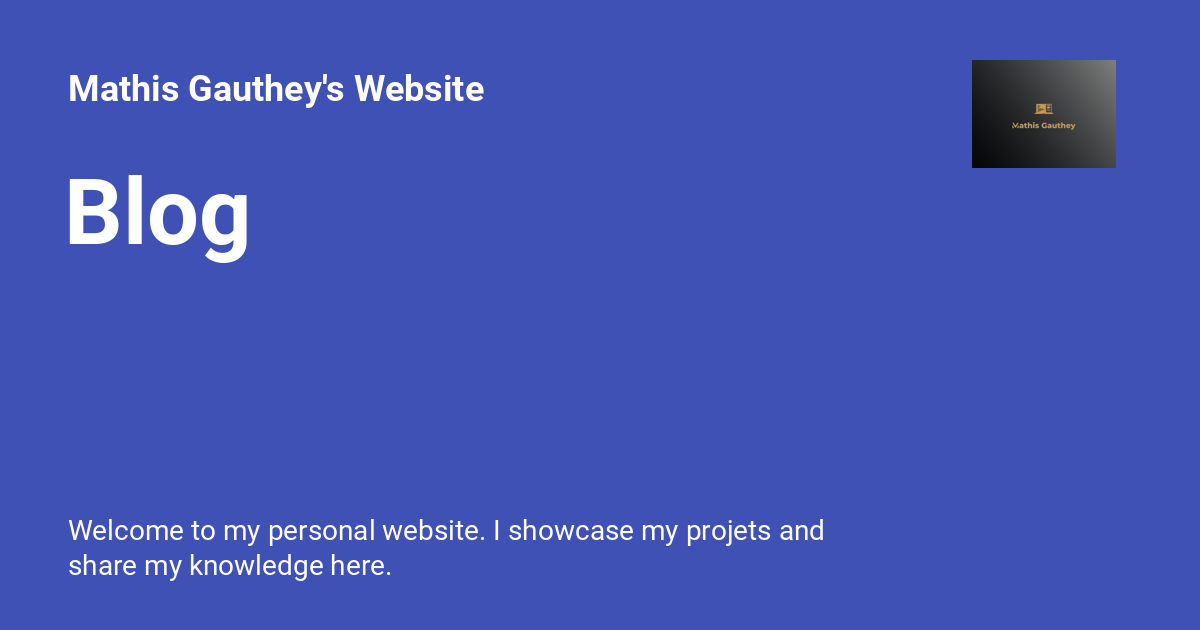 Mathis Gauthey's Website
Mathis Gauthey
Blog
Welcome to my personal website. I showcase my projets and
share my knowledge here.